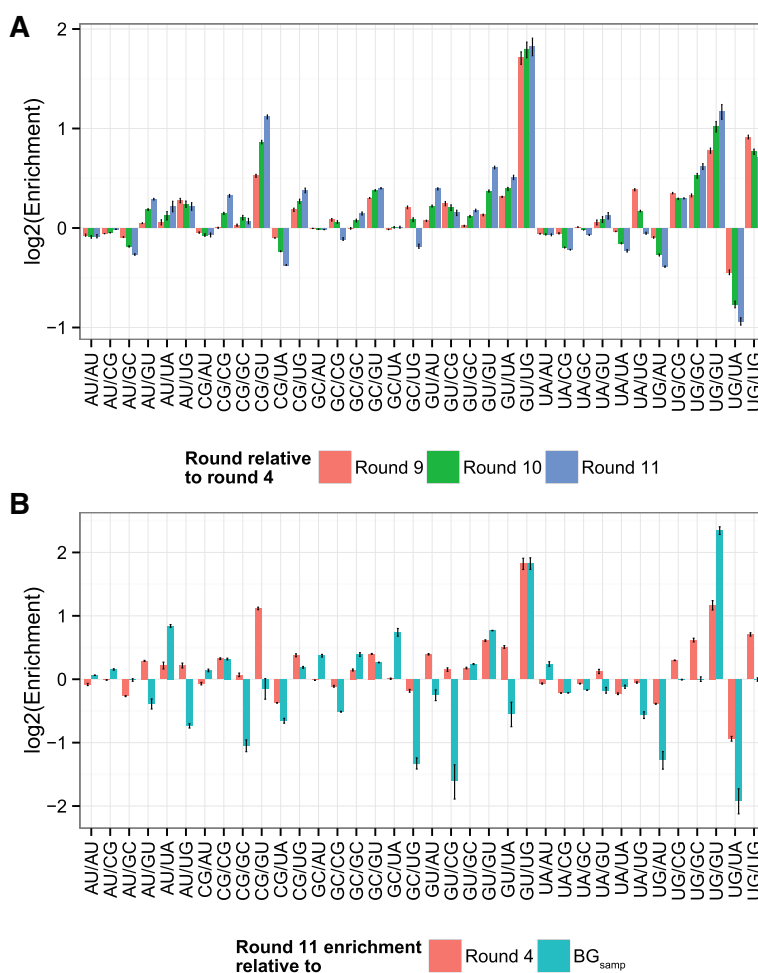 A
log2(Enrichment)
2
1
0
−1
AU/AU
AU/CG
AU/GC
AU/GU
AU/UA
AU/UG
CG/AU
CG/CG
CG/GC
CG/GU
CG/UA
CG/UG
GC/AU
GC/CG
GC/GC
GC/GU
GC/UA
GC/UG
GU/AU
GU/CG
GU/GC
GU/GU
GU/UA
GU/UG
UA/AU
UA/CG
UA/GC
UA/GU
UA/UA
UA/UG
UG/AU
UG/CG
UG/GC
UG/GU
UG/UA
UG/UG
Round relative
to round 4
Round 9
Round 10
Round 11
B
log2(Enrichment)
2
1
0
−1
−2
AU/AU
AU/CG
AU/GC
AU/GU
AU/UA
AU/UG
CG/AU
CG/CG
CG/GC
CG/GU
CG/UA
CG/UG
GC/AU
GC/CG
GC/GC
GC/GU
GC/UA
GC/UG
GU/AU
GU/CG
GU/GC
GU/GU
GU/UA
GU/UG
UA/AU
UA/CG
UA/GC
UA/GU
UA/UA
UA/UG
UG/AU
UG/CG
UG/GC
UG/GU
UG/UA
UG/UG
Round 11 enrichment
relative to
Round 4
BGsamp